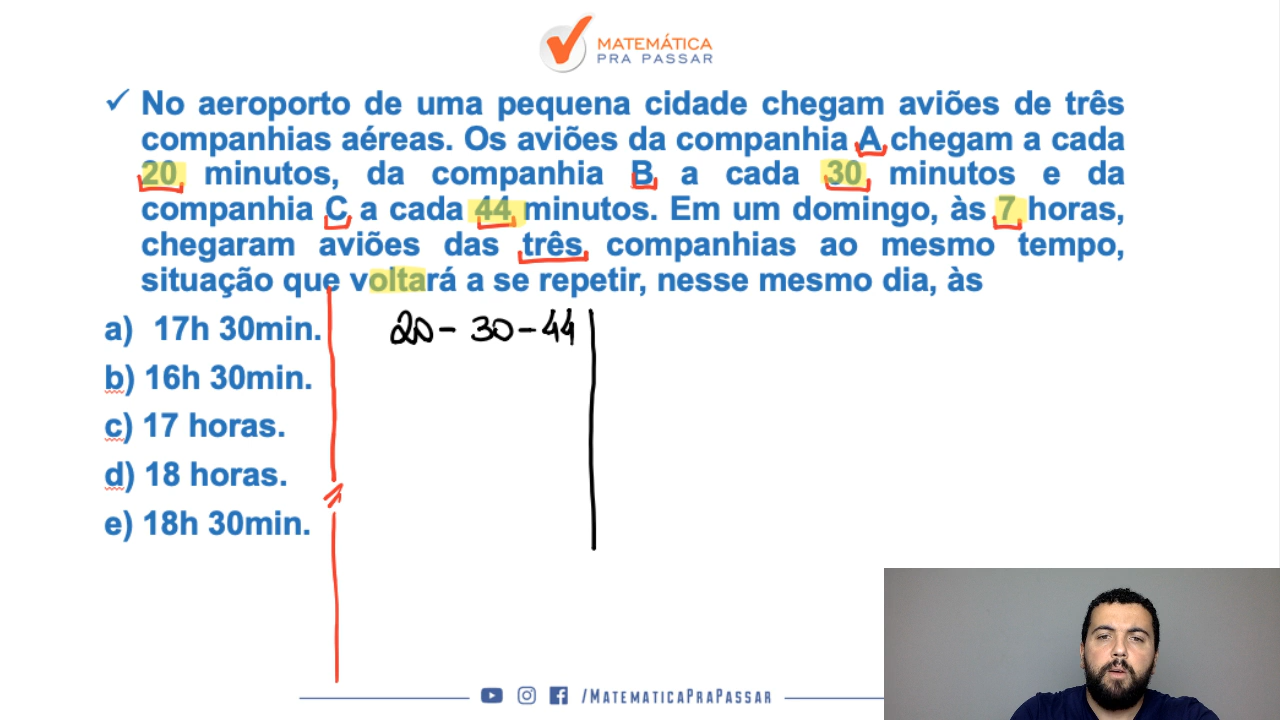 MATEMÁTICA
PRA PASSAR
✓ No aeroporto de uma pequena cidade chegam aviões de três
companhias aéreas. Os aviões da companhia A chegam a cada
20 minutos, da companhia B a cada 30 minutos e da
companhia C a cada 44 minutos. Em um domingo, às 7 horas,
chegaram aviões das três companhias ao mesmo tempo,
situação que voltará a se repetir, nesse mesmo dia, às
a) 17h 30min.
20 - 30 - 44
b) 16h 30min.
c) 17 horas.
d) 18 horas.
e) 18h 30min.
/MATEMATICAPRAPASSAR